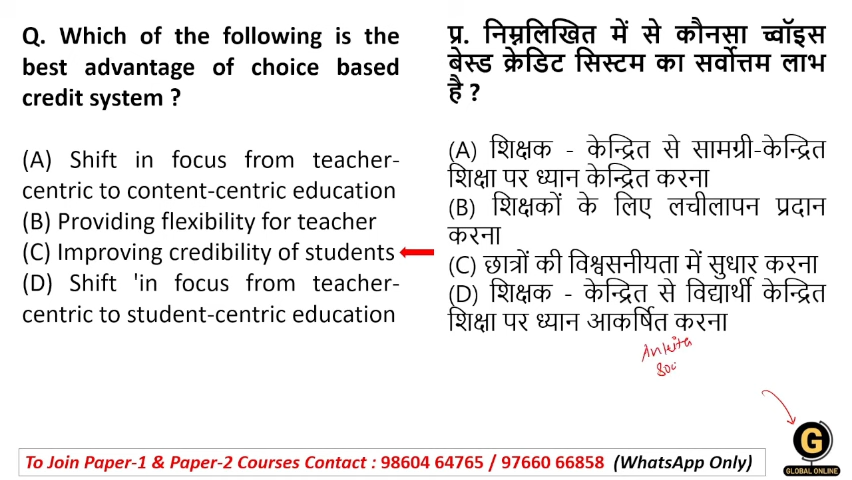 Q. Which of the following is the
best advantage of choice based
credit system ?
(A) Shift in focus from teacher-
centric to content-centric education
(B) Providing flexibility for teacher
(C) Improving credibility of students
(D) Shift 'in focus from teacher-
centric to student-centric education
प्र. निम्नलिखित में से कौनसा च्वॉइस
बेस्ड क्रेडिट सिस्टम का सर्वोत्तम लाभ
है ?
(A) शिक्षक - केन्द्रित से सामग्री-केन्द्रित
शिक्षा पर ध्यान केन्द्रित करना
(B) शिक्षकों के लिए लचीलापन प्रदान
करना
(C) छात्रों की विश्वसनीयता में सुधार करना
(D) शिक्षक - केन्द्रित से विद्यार्थी केन्द्रित
शिक्षा पर ध्यान आकर्षित करना
Ankita
G
GLOBAL ONLINE
To Join Paper-1 & Paper-2 Courses Contact : 98604 64765 / 97660 66858 (WhatsApp Only)